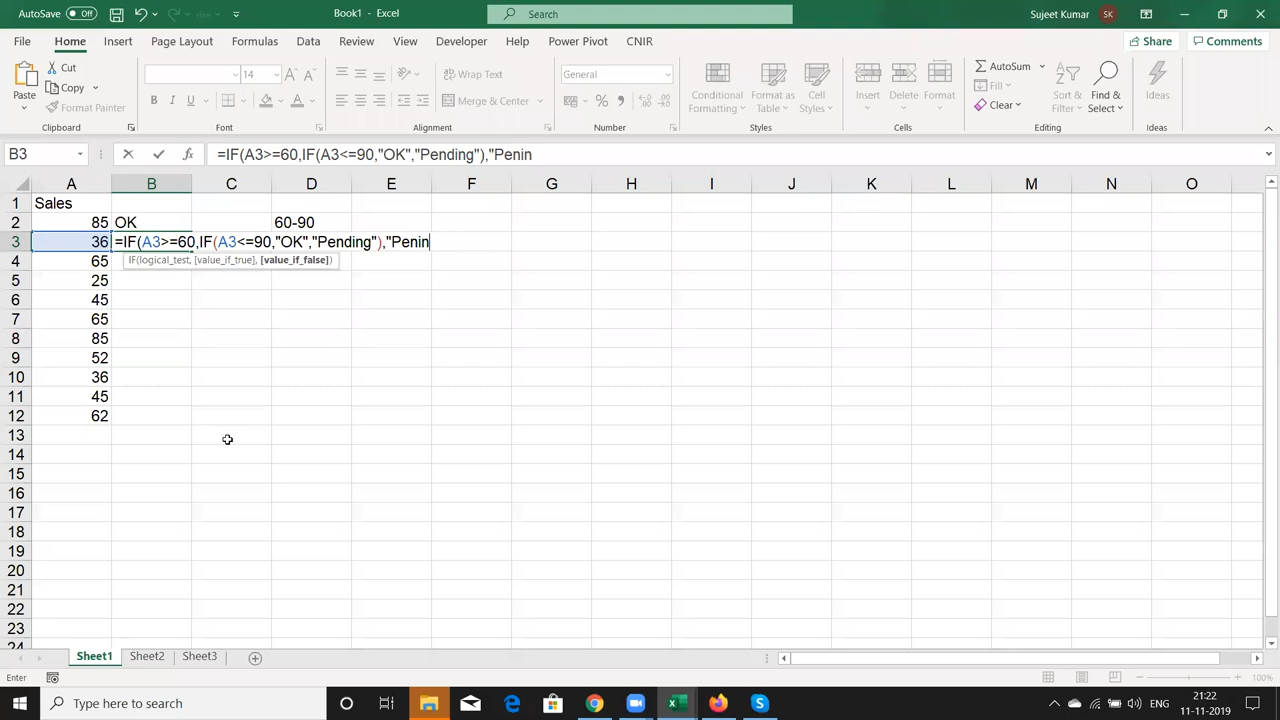 AutoSave Off
Book1 - Excel
Search
Sujeet Kumar SK
File Home Insert Page Layout Formulas Data Review View Developer Help Power Pivot CNIR Share Comments
Paste
Cut
Copy
Format Painter
Clipboard
14
B I U
Font
Wrap Text
Merge & Center
Alignment
General
Number
Conditional Formatting
Format as Table
Cell Styles
Styles
Insert
Delete
Format
Cells
AutoSum
Fill
Clear
Sort & Filter
Find & Select
Editing
Ideas
Ideas
B3
fx
=IF(A3>=60,IF(A3<=90,"OK","Pending"),"Penin
A B C D E F G H I J K L M N O
1 Sales
2 85 OK 60-90
3 36 =IF(A3>=60,IF(A3<=90,"OK","Pending"),"Penin
IF(logical_test, [value_if_true], [value_if_false])
4 65
5 25
6 45
7 65
8 85
9 52
10 36
11 45
12 62
13
14
15
16
17
18
19
20
21
22
23
24
Sheet1 Sheet2 Sheet3
Enter
100%
Type here to search
ENG
21:22
11-11-2019